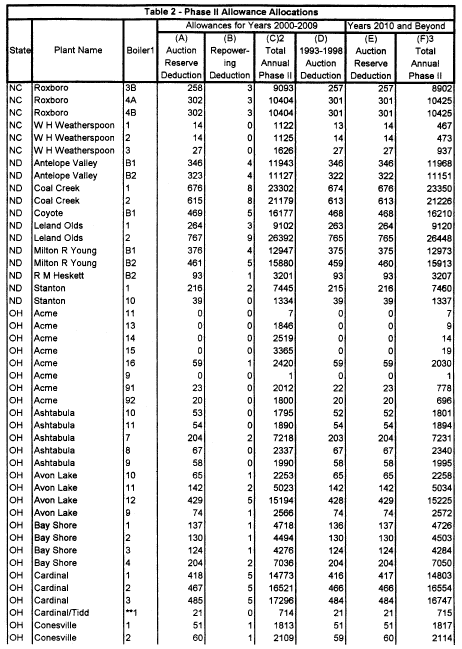 Table 2 - Phase II Allowance Allocations
Allowances for Years 2000-2009 Years 2010 and Beyond
(A) (B) (C)2 (D) (E) (F)3
Auction Repower- Total 1993-1998 Auction Total
State Plant Name Boiler1 Reserve ing Annual Auction Reserve Annual
Deduction Deduction Phase II Deduction Deduction Phase II
NC Roxboro 3B 258 3 9093 257 257 8902
NC Roxboro 4A 302 3 10404 301 301 10425
NC Roxboro 4B 302 3 10404 301 301 10425
NC W H Weatherspoon 1 14 0 1122 13 14 467
NC W H Weatherspoon 2 14 0 1125 14 14 473
NC W H Weatherspoon 3 27 0 1626 27 27 937
ND Antelope Valley B1 346 4 11943 346 346 11968
ND Antelope Valley B2 323 4 11127 322 322 11151
ND Coal Creek 1 676 8 23302 674 676 23350
ND Coal Creek 2 615 8 21179 613 613 21226
ND Coyote B1 469 5 16177 468 468 16210
ND Leland Olds 1 264 3 9102 263 264 9120
ND Leland Olds 2 767 9 26392 765 765 26448
ND Milton R Young B1 376 4 12947 375 375 12973
ND Milton R Young B2 461 5 15880 459 460 15913
ND R M Heskett B2 93 1 3201 93 93 3207
ND Stanton 1 216 2 7445 215 216 7460
ND Stanton 10 39 0 1334 39 39 1337
OH Acme 11 0 0 7 0 0 7
OH Acme 13 0 0 1846 0 0 9
OH Acme 14 0 0 2519 0 0 14
OH Acme 15 0 0 3365 0 0 19
OH Acme 16 59 1 2420 59 59 2030
OH Acme 9 0 0 1 0 0 1
OH Acme 91 23 0 2012 22 23 778
OH Acme 92 20 0 1800 20 20 696
OH Ashtabula 10 53 0 1795 52 52 1801
OH Ashtabula 11 54 0 1890 54 54 1894
OH Ashtabula 7 204 2 7218 203 204 7231
OH Ashtabula 8 67 0 2337 67 67 2340
OH Ashtabula 9 58 0 1990 58 58 1995
OH Avon Lake 10 65 1 2253 65 65 2258
OH Avon Lake 11 142 2 5023 142 142 5034
OH Avon Lake 12 429 5 15194 428 429 15225
OH Avon Lake 9 74 1 2566 74 74 2572
OH Bay Shore 1 137 1 4718 136 137 4726
OH Bay Shore 2 130 1 4494 130 130 4503
OH Bay Shore 3 124 1 4276 124 124 4284
OH Bay Shore 4 204 2 7036 204 204 7050
OH Cardinal 1 418 5 14773 416 417 14803
OH Cardinal 2 467 5 16521 466 466 16554
OH Cardinal 3 485 5 17296 484 484 16747
OH Cardinal/Tidd **1 21 0 714 21 21 715
OH Conesville 1 51 1 1813 51 51 1817
OH Conesville 2 60 1 2109 59 60 2114